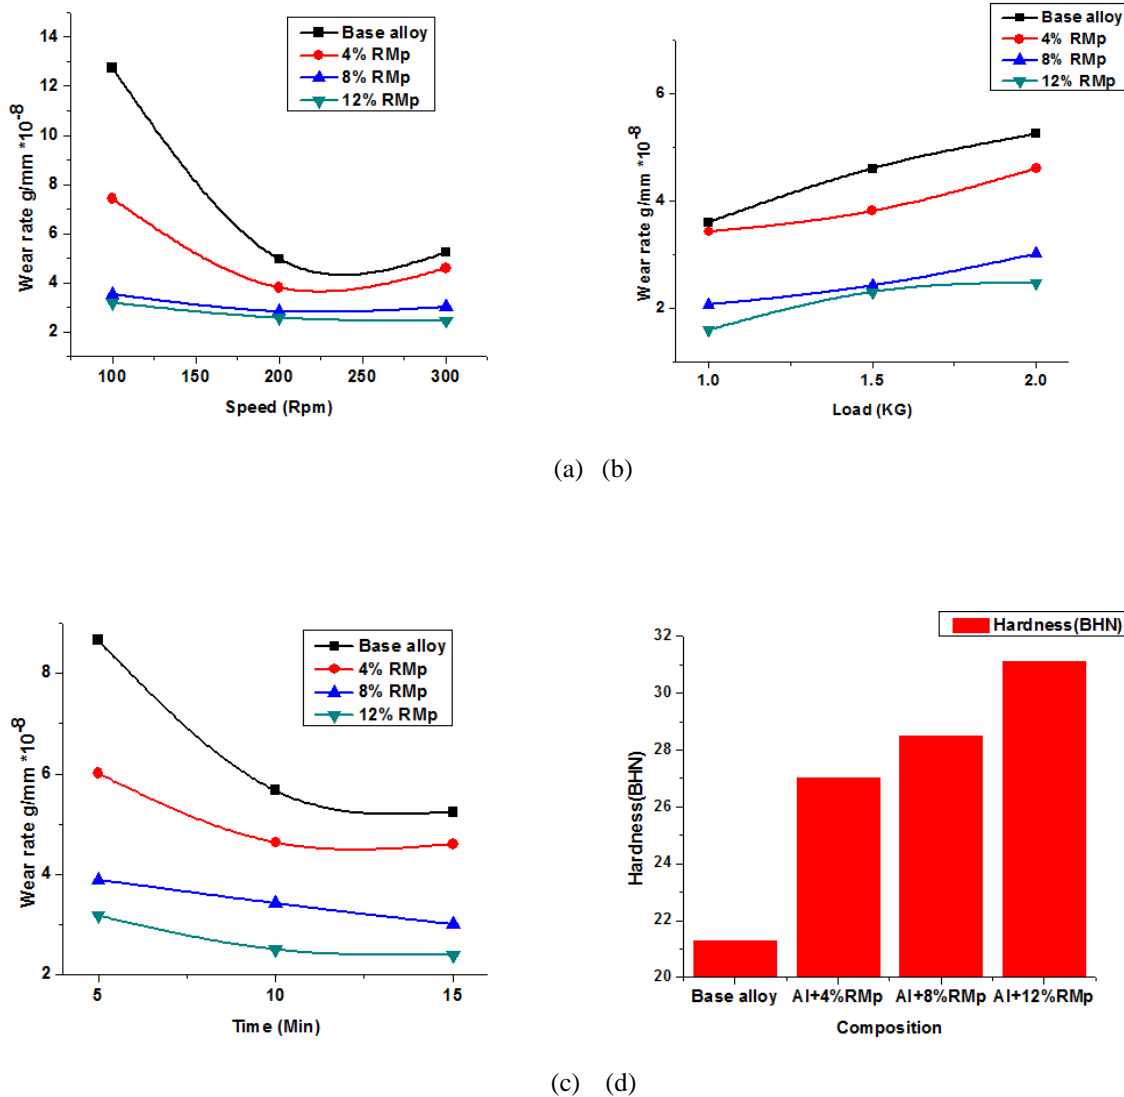 Base alloy
4% RMp
8% RMp
12% RMp
14
12
10
8
6
4
2
Wear rate g/mm *10^-8
100 150 200 250 300
Speed (Rpm)
Base alloy
4% RMp
8% RMp
12% RMp
6
4
2
Wear rate g/mm *10^-8
1.0 1.5 2.0
Load (KG)
(a) (b)
Base alloy
4% RMp
8% RMp
12% RMp
8
6
4
2
Wear rate g/mm *10^-8
5 10 15
Time (Min)
Hardness(BHN)
32
31
28
26
23
21
20
Hardness(BHN)
Base alloy Al+4%RMp Al+8%RMp Al+12%RMp
Composition
(c) (d)